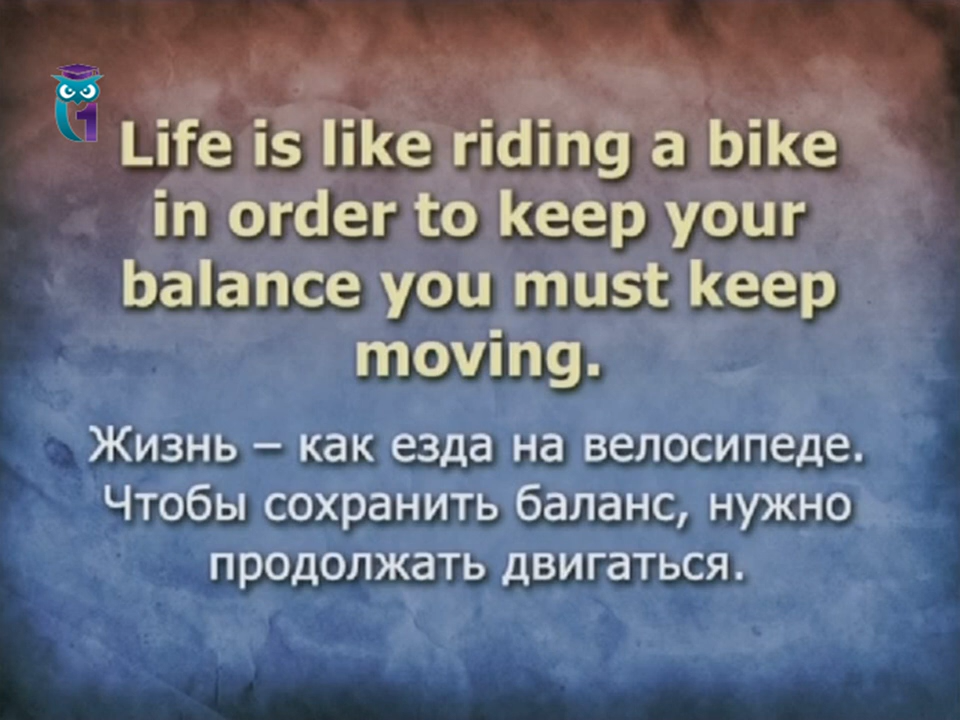 Life is like riding a bike
in order to keep your
balance you must keep
moving.
Жизнь – как езда на велосипеде.
Чтобы сохранить баланс, нужно
продолжать двигаться.